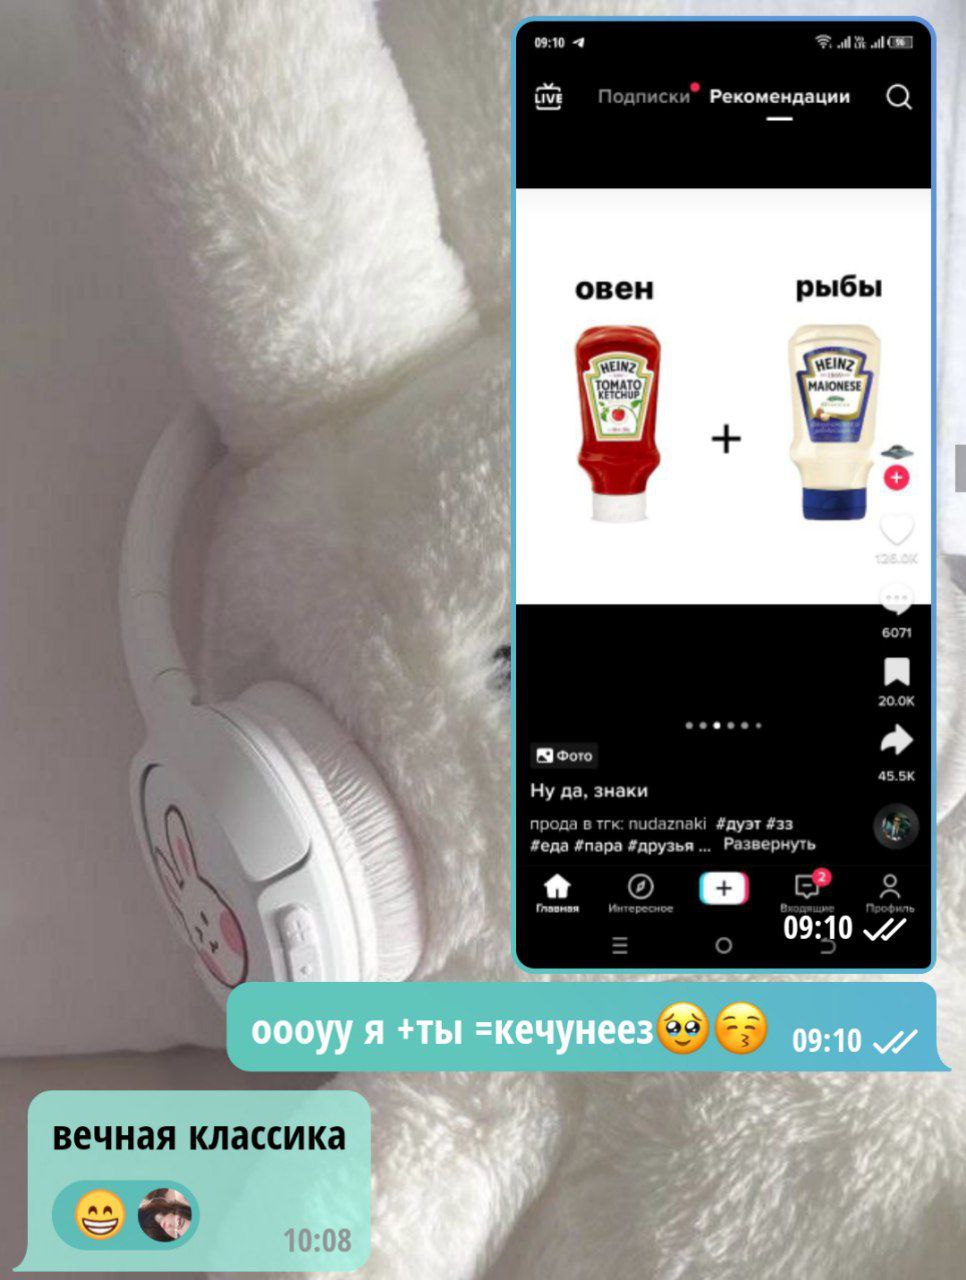 09:10
96
LIVE
Подписки Рекомендации
овен
рыбы
HEINZ
TOMATO
KETCHUP
+
HEINZ
MAIONESE
126.0K
6071
20.0K
45.5K
Фото
Ну да, знаки
прода в тгк: nudaznaki #дуэт #зз
#еда #пара #друзья ... Развернуть
Главная
Интересное
2
Входящие
Профиль
09:10
оооуу я +ты =кечунеез🥹😚 09:10
вечная классика
😁
10:08